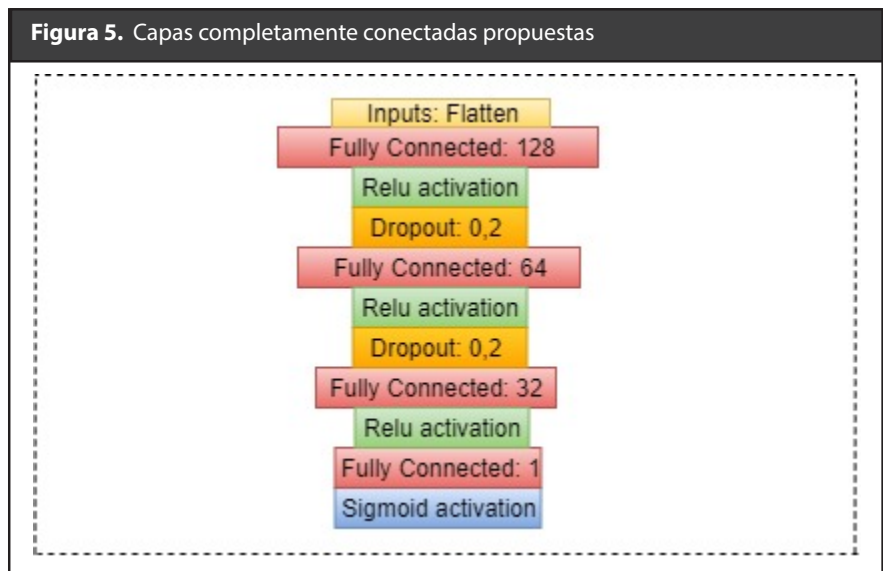 Figura 5. Capas completamente conectadas propuestas
Inputs: Flatten
Fully Connected: 128
Relu activation
Dropout: 0,2
Fully Connected: 64
Relu activation
Dropout: 0,2
Fully Connected: 32
Relu activation
Fully Connected: 1
Sigmoid activation